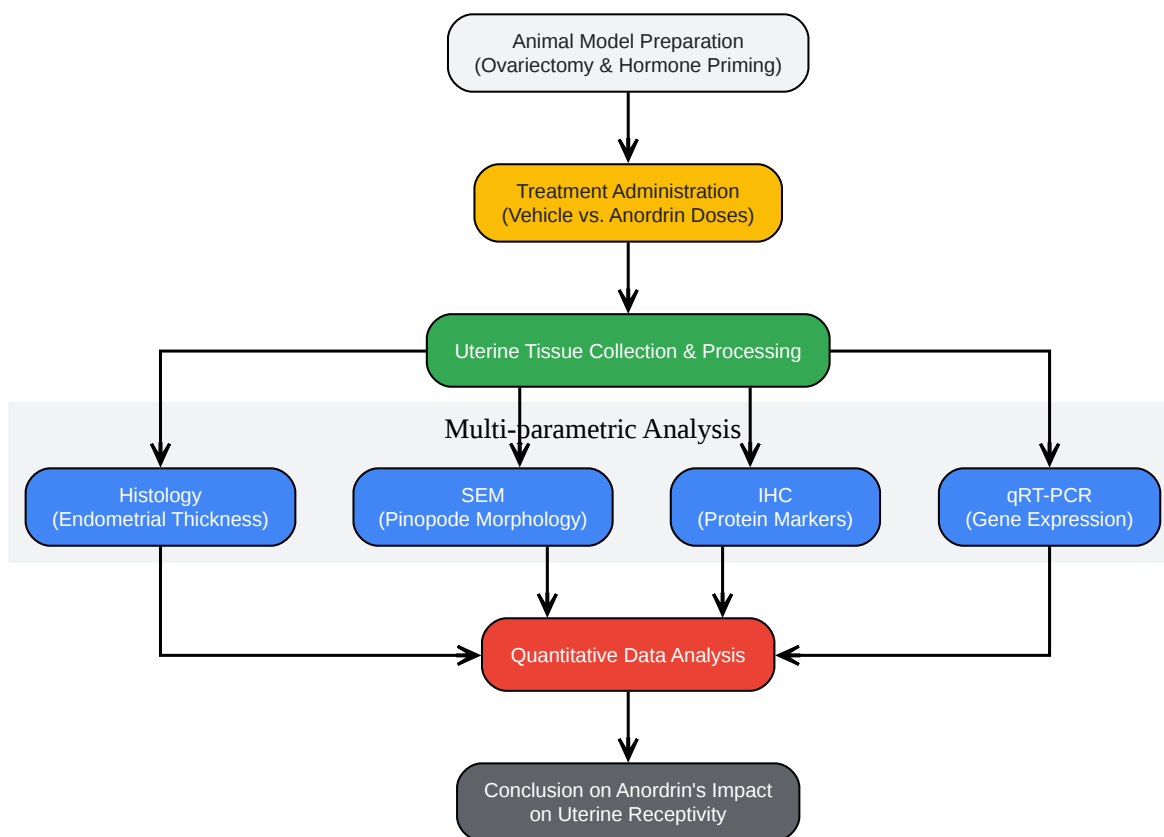 Animal Model Preparation
(Ovariectomy & Hormone Priming)
Treatment Administration
(Vehicle vs. Anordrin Doses)
Uterine Tissue Collection & Processing
Multi-parametric Analysis
Histology
(Endometrial Thickness)
SEM
(Pinopode Morphology)
IHC
(Protein Markers)
qRT-PCR
(Gene Expression)
Quantitative Data Analysis
Conclusion on Anordrin's Impact
on Uterine Receptivity